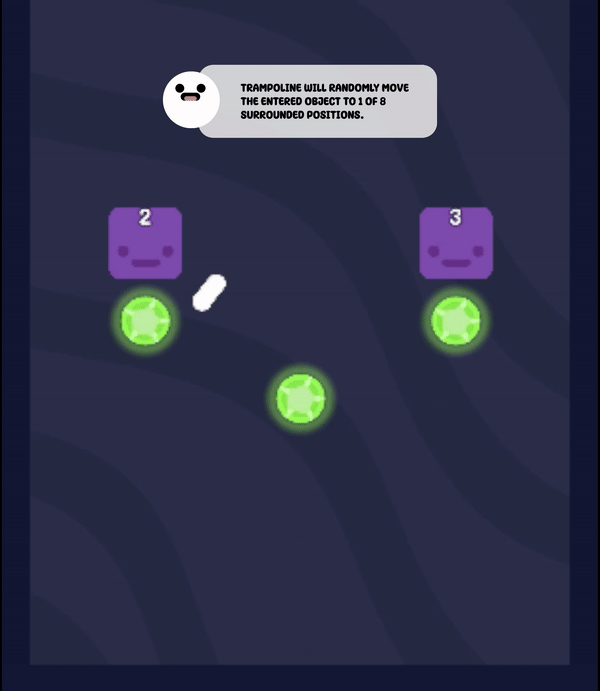 TRAMPOLINE WILL RANDOMLY MOVE
THE ENTERED OBJECT TO 1 OF 8
SURROUNDED POSITIONS.
2
3